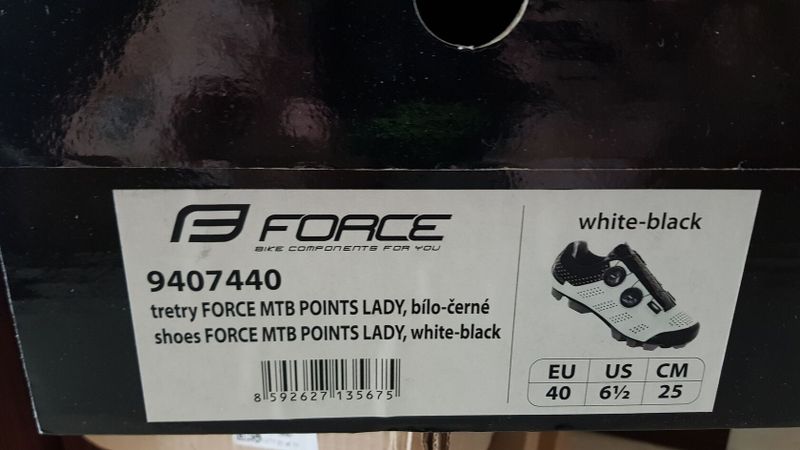 FORCE
BIKE COMPONENTS FOR YOU
9407440
tretry FORCE MTB POINTS LADY, bílo-černé
shoes FORCE MTB POINTS LADY, white-black
8 592627 135675
white-black
EU US CM
40 6½ 25